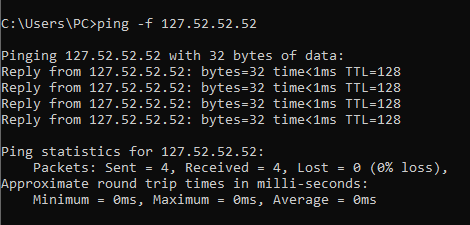 C:\Users\PC>ping -f 127.52.52.52
Pinging 127.52.52.52 with 32 bytes of data:
Reply from 127.52.52.52: bytes=32 time<1ms TTL=128
Reply from 127.52.52.52: bytes=32 time<1ms TTL=128
Reply from 127.52.52.52: bytes=32 time<1ms TTL=128
Reply from 127.52.52.52: bytes=32 time<1ms TTL=128
Ping statistics for 127.52.52.52:
    Packets: Sent = 4, Received = 4, Lost = 0 (0% loss),
Approximate round trip times in milli-seconds:
    Minimum = 0ms, Maximum = 0ms, Average = 0ms